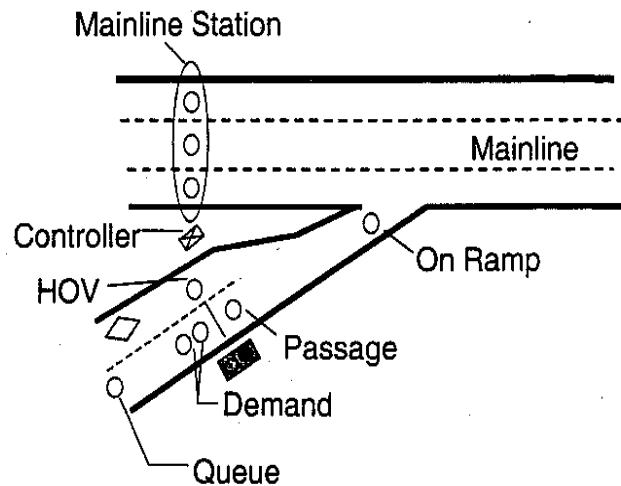 Mainline Station
Mainline
Controller
On Ramp
HOV
Passage
Demand
Queue